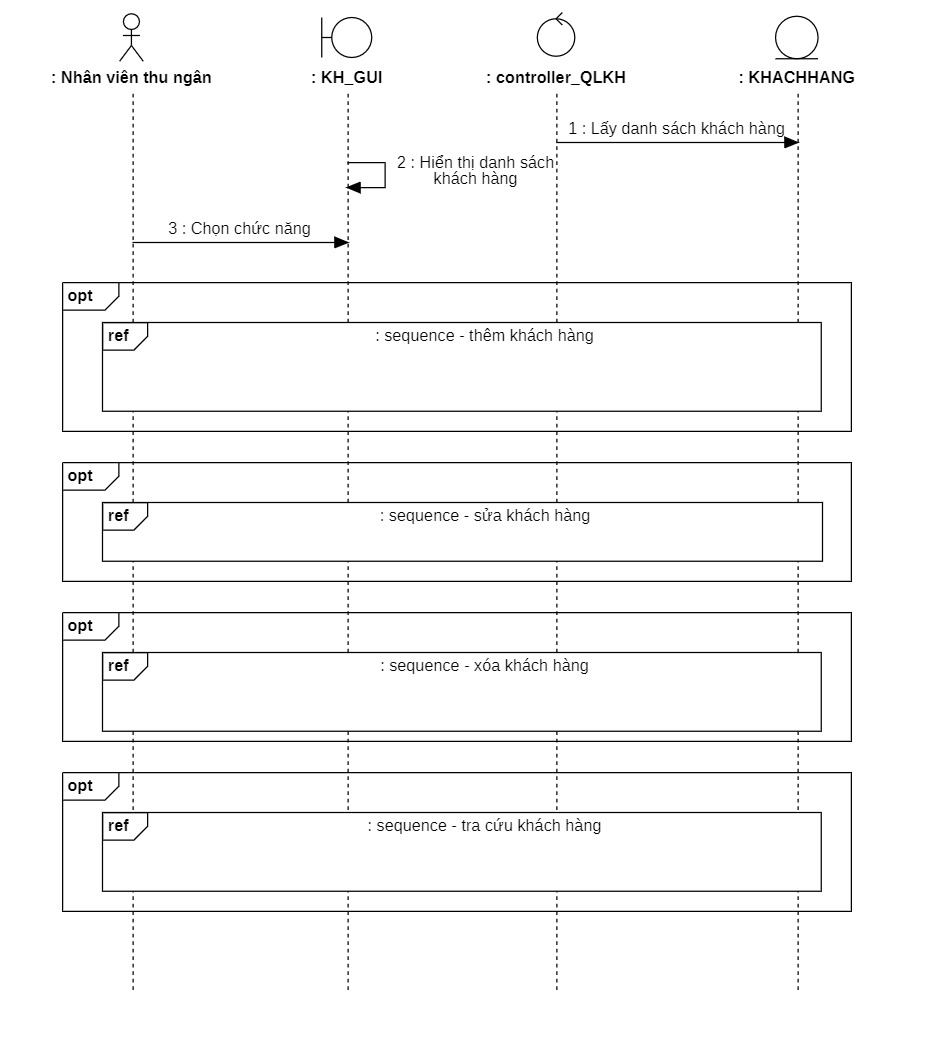 : Nhân viên thu ngân
: KH_GUI
: controller_QLKH
: KHACHHANG
1 : Lấy danh sách khách hàng
2 : Hiển thị danh sách
khách hàng
3 : Chọn chức năng
opt
ref
: sequence - thêm khách hàng
opt
ref
: sequence - sửa khách hàng
opt
ref
: sequence - xóa khách hàng
opt
ref
: sequence - tra cứu khách hàng